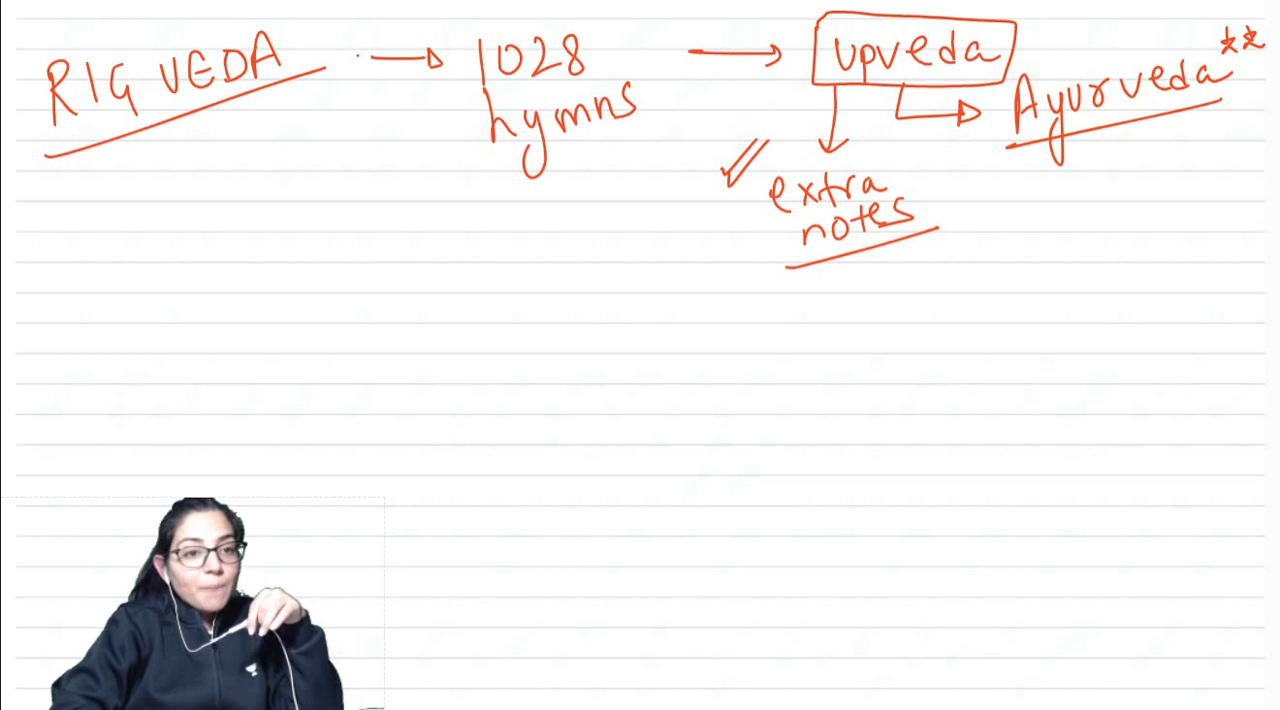 RIG VEDA → 1028 → upveda
hymns
Ayurveda **
extra
notes